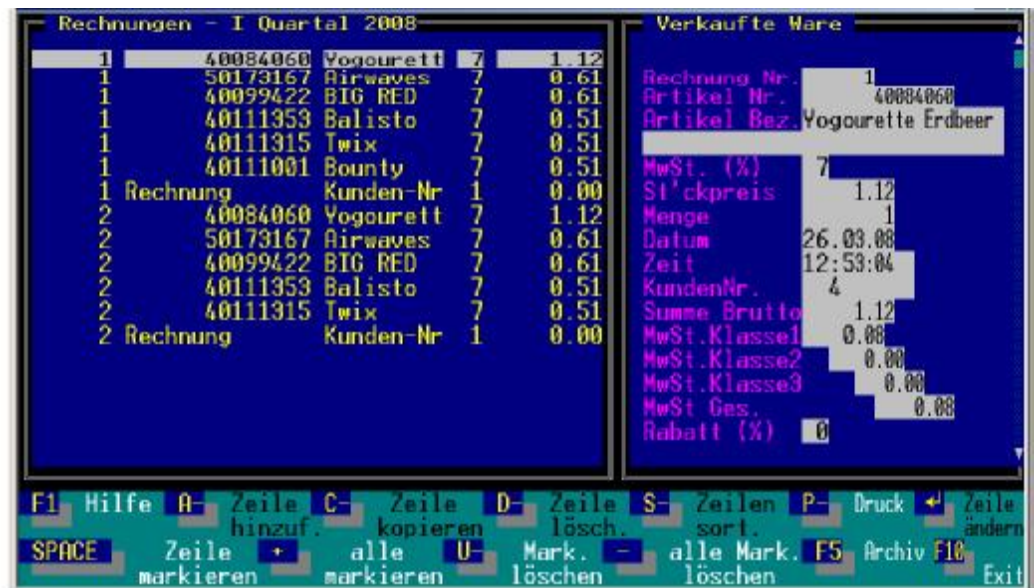 Rechnungen - I Quartal 2008
1 40084060 Yogourett 7 1.12
1 50173167 Airwaves 7 0.61
1 40099422 BIG RED 7 0.61
1 40111353 Balisto 7 0.51
1 40111315 Twix 7 0.51
1 40111001 Bounty 7 0.51
1 Rechnung Kunden-Nr 1 0.00
2 40084060 Yogourett 7 1.12
2 50173167 Airwaves 7 0.61
2 40099422 BIG RED 7 0.61
2 40111353 Balisto 7 0.51
2 40111315 Twix 7 0.51
2 Rechnung Kunden-Nr 1 0.00
Verkaufte Ware
Rechnung Nr. 1
Artikel Nr. 40084060
Artikel Bez. Yogourette Erdbeer
MwSt. (%) 7
St'ckpreis 1.12
Menge 1
Datum 26.03.08
Zeit 12:53:04
KundenNr. 4
Summe Brutto 1.12
MwSt.Klasse1 0.08
MwSt.Klasse2 0.00
MwSt.Klasse3 0.00
MwSt Ges. 0.08
Rabatt (%) 0
F1 Hilfe A- Zeile hinzuf. C- Zeile kopieren D- Zeile lösch. S- Zeilen sort. P- Druck ↵ Zeile ändern
SPACE Zeile markieren + alle markieren U- Mark. löschen - alle Mark. löschen F5 Archiv F10 Exit